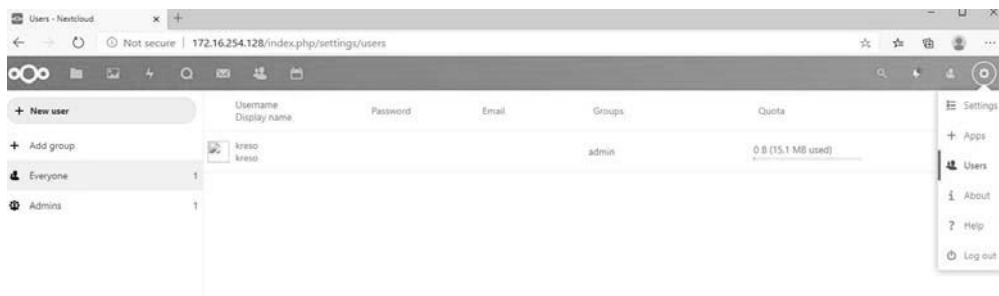 Users - Nextcloud
Not secure | 172.16.254.128/index.php/settings/users
+ New user
+ Add group
Everyone 1
Admins 1
Username Password Email Groups Quota
Display name
kreso admin 0 B (15.1 MB used)
kreso
Settings
+ Apps
Users
About
? Help
Log out